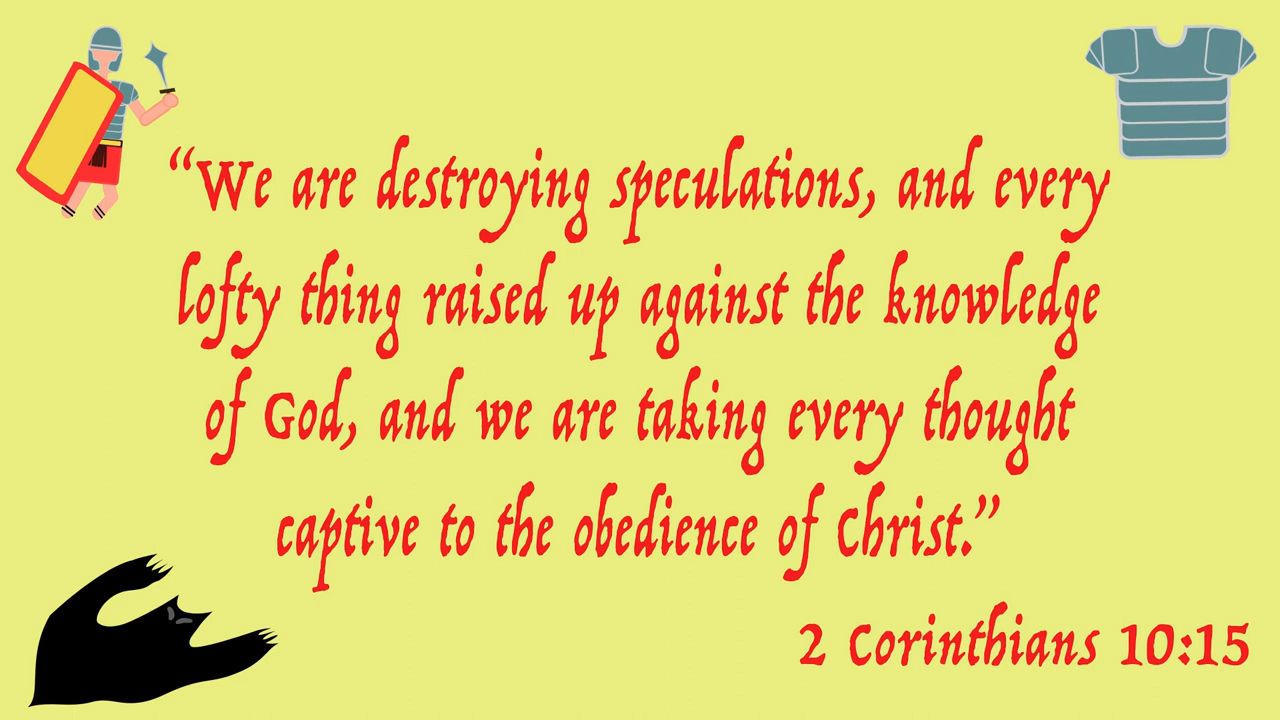 “We are destroying speculations, and every
lofty thing raised up against the knowledge
of God, and we are taking every thought
captive to the obedience of Christ.”
2 Corinthians 10:15